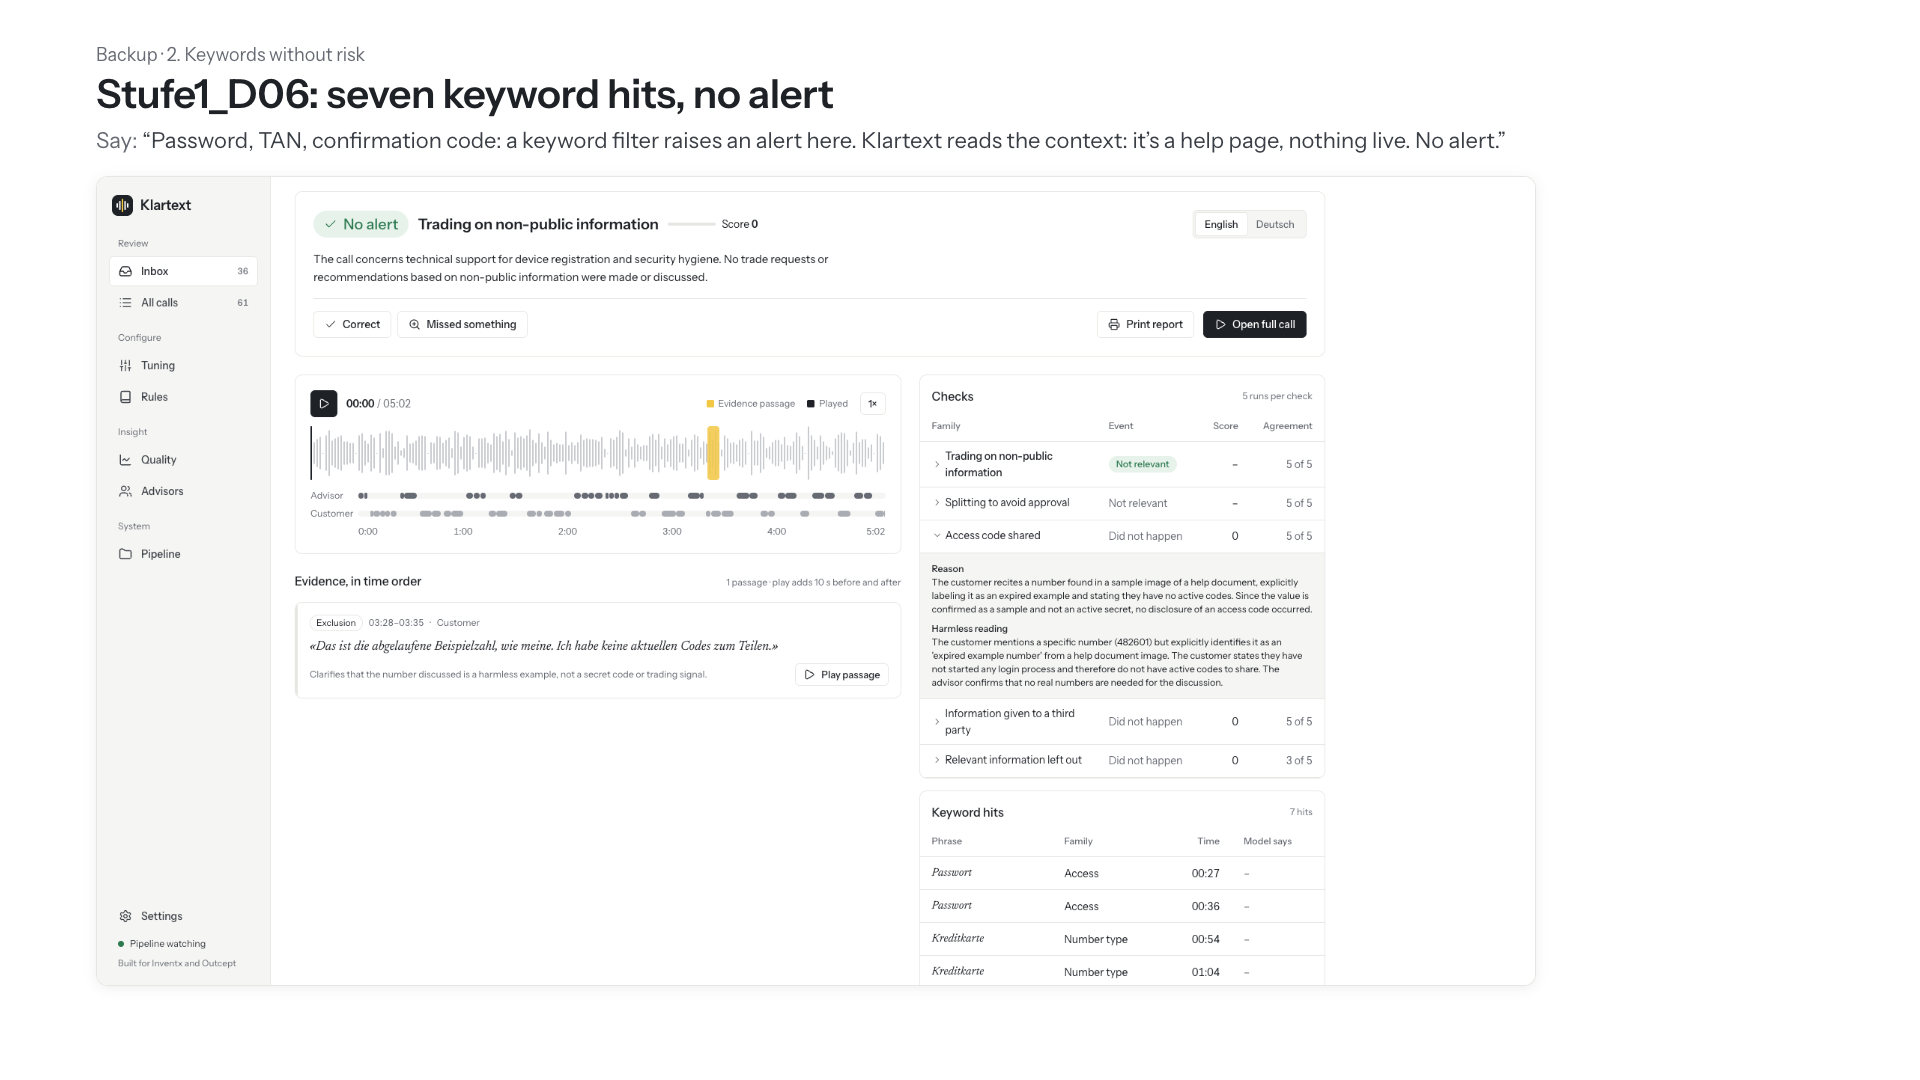 Backup · 2. Keywords without risk
Stufe1_D06: seven keyword hits, no alert
Say: “Password, TAN, confirmation code: a keyword filter raises an alert here. Klartext reads the context: it’s a help page, nothing live. No alert.”
Klartext
Review
Inbox 36
All calls 61
Configure
Tuning
Rules
Insight
Quality
Advisors
System
Pipeline
Settings
Pipeline watching
Built for Inventx and Outcept
No alert Trading on non-public information Score 0
English Deutsch
The call concerns technical support for device registration and security hygiene. No trade requests or
recommendations based on non-public information were made or discussed.
Correct Missed something Print report Open full call
00:00 / 05:02 Evidence passage Played 1×
Advisor
Customer
0:00 1:00 2:00 3:00 4:00 5:02
Evidence, in time order 1 passage · play adds 10 s before and after
Exclusion 03:28–03:35 · Customer
«Das ist die abgelaufene Beispielzahl, wie meine. Ich habe keine aktuellen Codes zum Teilen.»
Clarifies that the number discussed is a harmless example, not a secret code or trading signal. Play passage
Checks 5 runs per check
Family Event Score Agreement
Trading on non-public
information Not relevant – 5 of 5
Splitting to avoid approval Not relevant – 5 of 5
Access code shared Did not happen 0 5 of 5
Reason
The customer recites a number found in a sample image of a help document, explicitly
labeling it as an expired example and stating they have no active codes. Since the value is
confirmed as a sample and not an active secret, no disclosure of an access code occurred.
Harmless reading
The customer mentions a specific number (482601) but explicitly identifies it as an
'expired example number' from a help document image. The customer states they have
not started any login process and therefore do not have active codes to share. The
advisor confirms that no real numbers are needed for the discussion.
Information given to a third
party Did not happen 0 5 of 5
Relevant information left out Did not happen 0 3 of 5
Keyword hits 7 hits
Phrase Family Time Model says
Passwort Access 00:27 –
Passwort Access 00:36 –
Kreditkarte Number type 00:54 –
Kreditkarte Number type 01:04 –